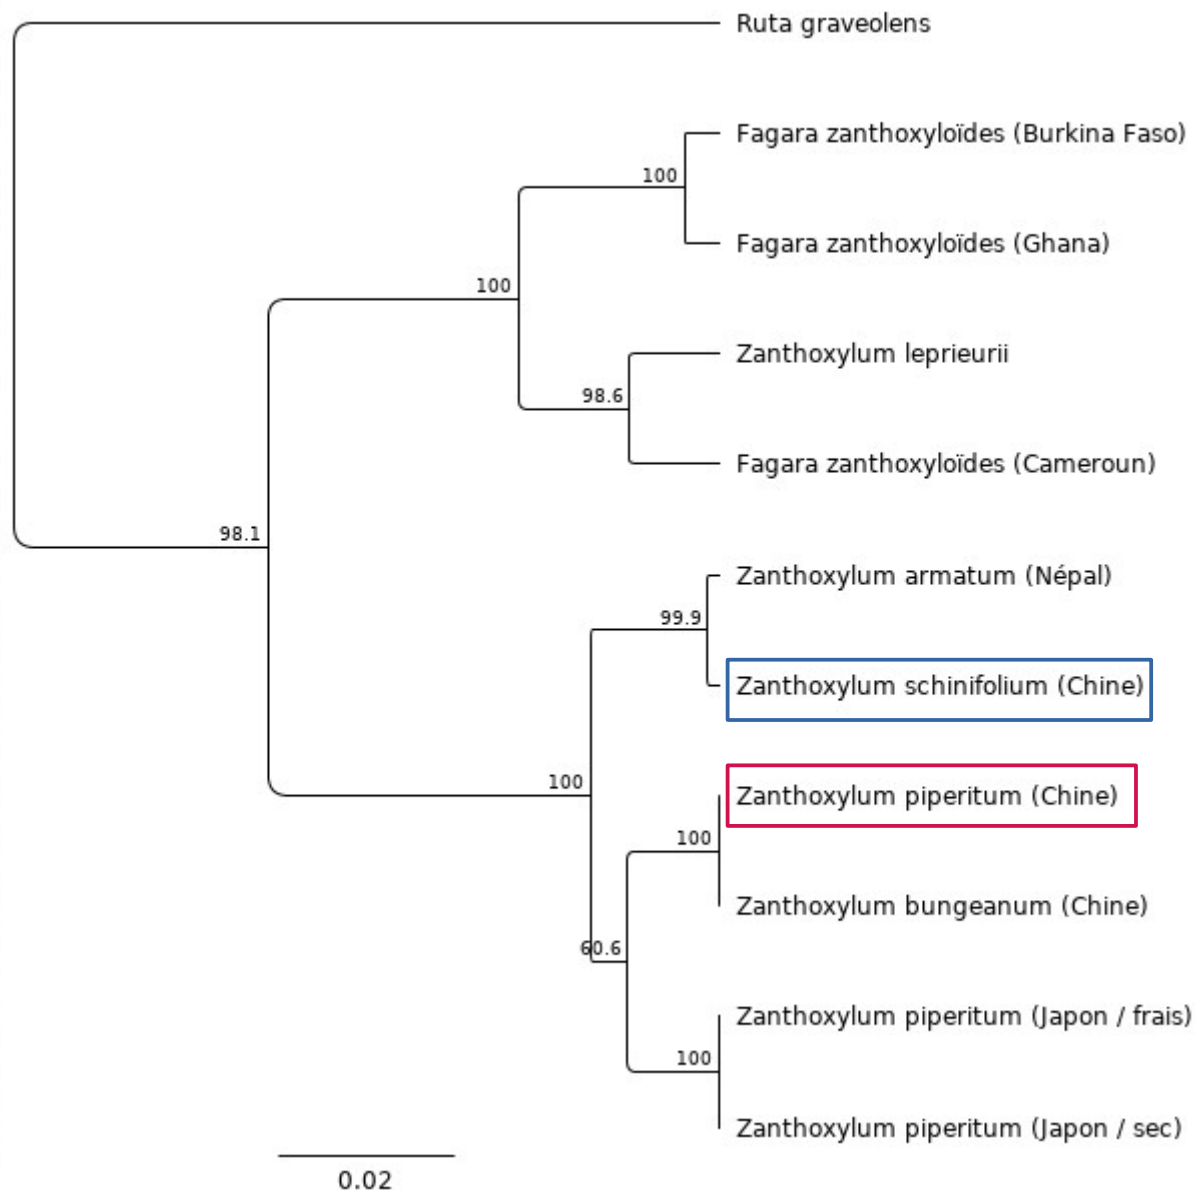 Ruta graveolens
Fagara zanthoxyloïdes (Burkina Faso)
100
Fagara zanthoxyloïdes (Ghana)
100
Zanthoxylum leprieurii
98.6
Fagara zanthoxyloïdes (Cameroun)
98.1
Zanthoxylum armatum (Népal)
99.9
Zanthoxylum schinifolium (Chine)
100
Zanthoxylum piperitum (Chine)
100
Zanthoxylum bungeanum (Chine)
60.6
Zanthoxylum piperitum (Japon / frais)
100
Zanthoxylum piperitum (Japon / sec)
0.02